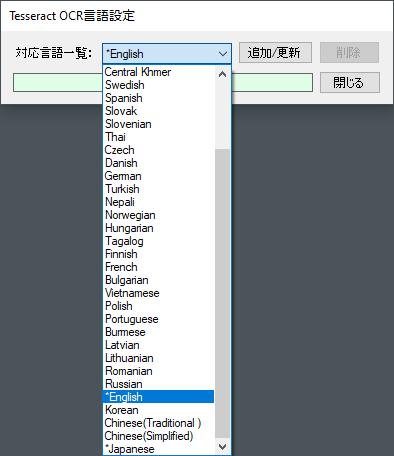 Tesseract OCR言語設定
対応言語一覧: *English 追加/更新 削除
閉じる
Central Khmer
Swedish
Spanish
Slovak
Slovenian
Thai
Czech
Danish
German
Turkish
Nepali
Norwegian
Hungarian
Tagalog
Finnish
French
Bulgarian
Vietnamese
Polish
Portuguese
Burmese
Latvian
Lithuanian
Romanian
Russian
*English
Korean
Chinese(Traditional )
Chinese(Simplified)
*Japanese